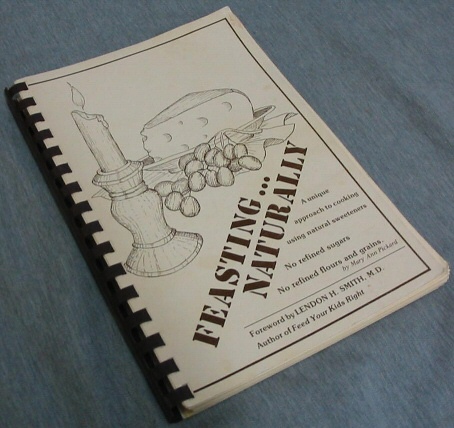 FEASTING...
NATURALLY
A unique
approach to cooking
using natural sweeteners
No refined sugars
No refined flours and grains
by Mary Ann Pickard
Foreword by LENDON H. SMITH, M.D.
Author of Feed Your Kids Right